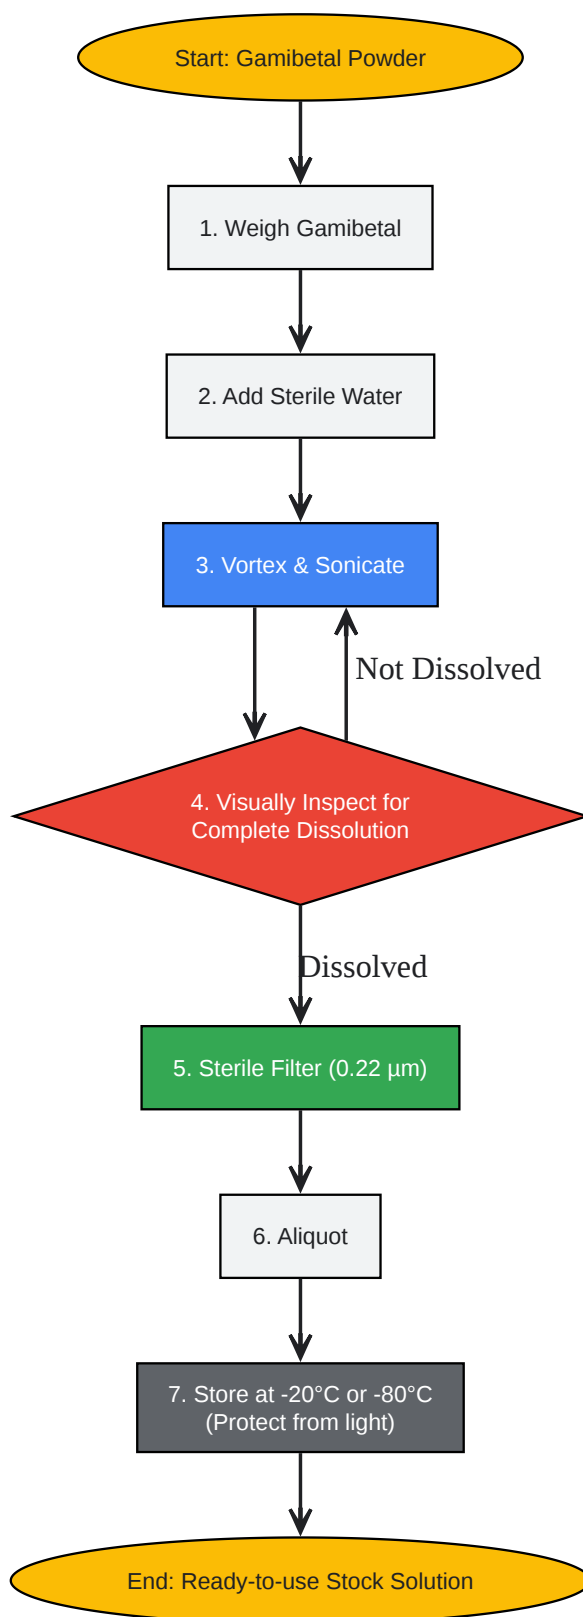 Start: Gamibetal Powder
1. Weigh Gamibetal
2. Add Sterile Water
3. Vortex & Sonicate
Not Dissolved
4. Visually Inspect for
Complete Dissolution
Dissolved
5. Sterile Filter (0.22 µm)
6. Aliquot
7. Store at -20°C or -80°C
(Protect from light)
End: Ready-to-use Stock Solution